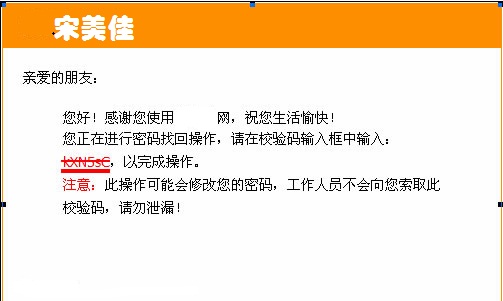 宋美佳
亲爱的朋友：
您好！感谢您使用 网，祝您生活愉快！
您正在进行密码找回操作，请在校验码输入框中输入：
kXN5sC，以完成操作。
注意：此操作可能会修改您的密码，工作人员不会向您索取此
校验码，请勿泄漏！